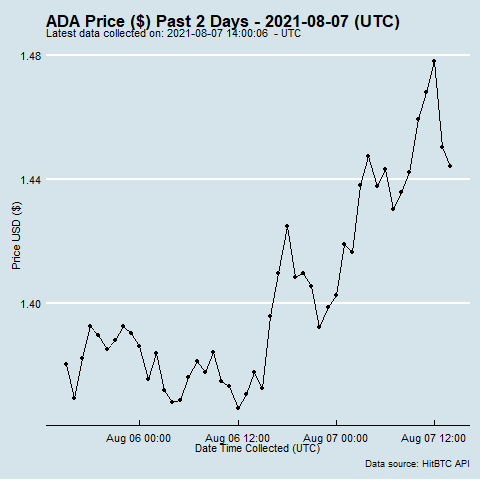 ADA Price ($) Past 2 Days - 2021-08-07 (UTC)
Latest data collected on: 2021-08-07 14:00:06  - UTC
1.48
1.44
1.40
Price USD ($)
Aug 06 00:00
Aug 06 12:00
Aug 07 00:00
Aug 07 12:00
Date Time Collected (UTC)
Data source: HitBTC API